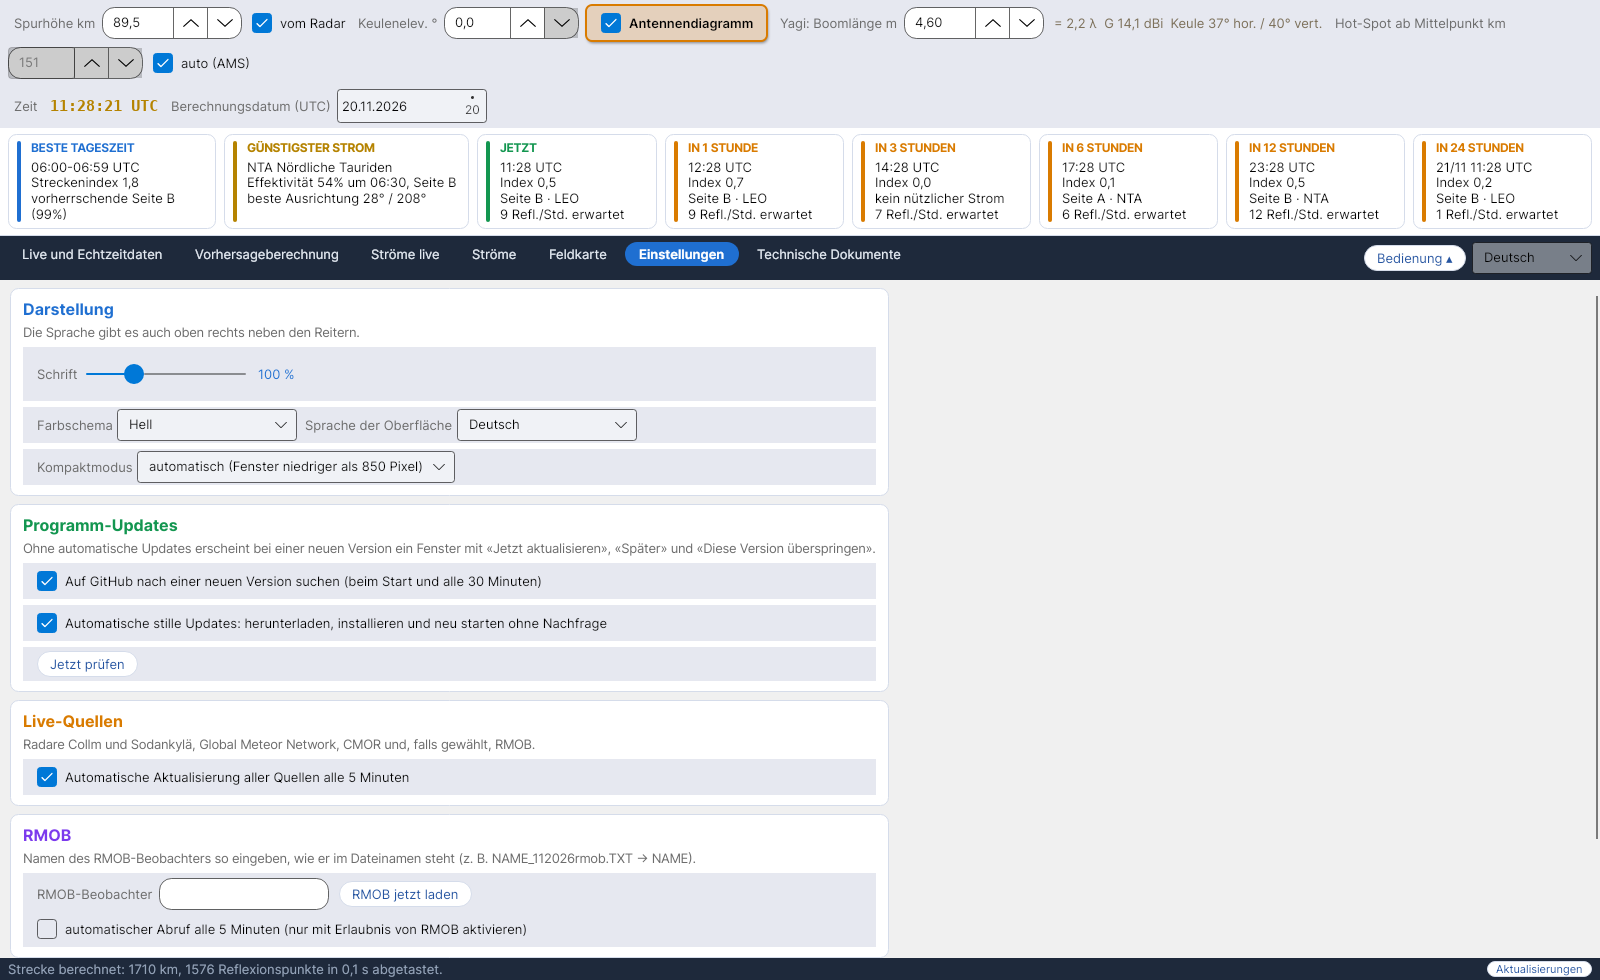 Spurhöhe km 89,5 vom Radar Keulenelev. ° 0,0 Antennendiagramm Yagi: Boomlänge m 4,60 = 2,2 λ G 14,1 dBi Keule 37° hor. / 40° vert. Hot-Spot ab Mittelpunkt km
151 auto (AMS)
Zeit 11:28:21 UTC Berechnungsdatum (UTC) 20.11.2026 20
BESTE TAGESZEIT
06:00-06:59 UTC
Streckenindex 1,8
vorherrschende Seite B
(99%)
GÜNSTIGSTER STROM
NTA Nördliche Tauriden
Effektivität 54% um 06:30, Seite B
beste Ausrichtung 28° / 208°
JETZT
11:28 UTC
Index 0,5
Seite B · LEO
9 Refl./Std. erwartet
IN 1 STUNDE
12:28 UTC
Index 0,7
Seite B · LEO
9 Refl./Std. erwartet
IN 3 STUNDEN
14:28 UTC
Index 0,0
kein nützlicher Strom
7 Refl./Std. erwartet
IN 6 STUNDEN
17:28 UTC
Index 0,1
Seite A · NTA
6 Refl./Std. erwartet
IN 12 STUNDEN
23:28 UTC
Index 0,5
Seite B · NTA
12 Refl./Std. erwartet
IN 24 STUNDEN
21/11 11:28 UTC
Index 0,2
Seite B · LEO
1 Refl./Std. erwartet
Live und Echtzeitdaten Vorhersageberechnung Ströme live Ströme Feldkarte Einstellungen Technische Dokumente Bedienung ▴ Deutsch
Darstellung
Die Sprache gibt es auch oben rechts neben den Reitern.
Schrift 100 %
Farbschema Hell Sprache der Oberfläche Deutsch
Kompaktmodus automatisch (Fenster niedriger als 850 Pixel)
Programm-Updates
Ohne automatische Updates erscheint bei einer neuen Version ein Fenster mit «Jetzt aktualisieren», «Später» und «Diese Version überspringen».
Auf GitHub nach einer neuen Version suchen (beim Start und alle 30 Minuten)
Automatische stille Updates: herunterladen, installieren und neu starten ohne Nachfrage
Jetzt prüfen
Live-Quellen
Radare Collm und Sodankylä, Global Meteor Network, CMOR und, falls gewählt, RMOB.
Automatische Aktualisierung aller Quellen alle 5 Minuten
RMOB
Namen des RMOB-Beobachters so eingeben, wie er im Dateinamen steht (z. B. NAME_112026rmob.TXT → NAME).
RMOB-Beobachter RMOB jetzt laden
automatischer Abruf alle 5 Minuten (nur mit Erlaubnis von RMOB aktivieren)
Strecke berechnet: 1710 km, 1576 Reflexionspunkte in 0,1 s abgetastet. Aktualisierungen